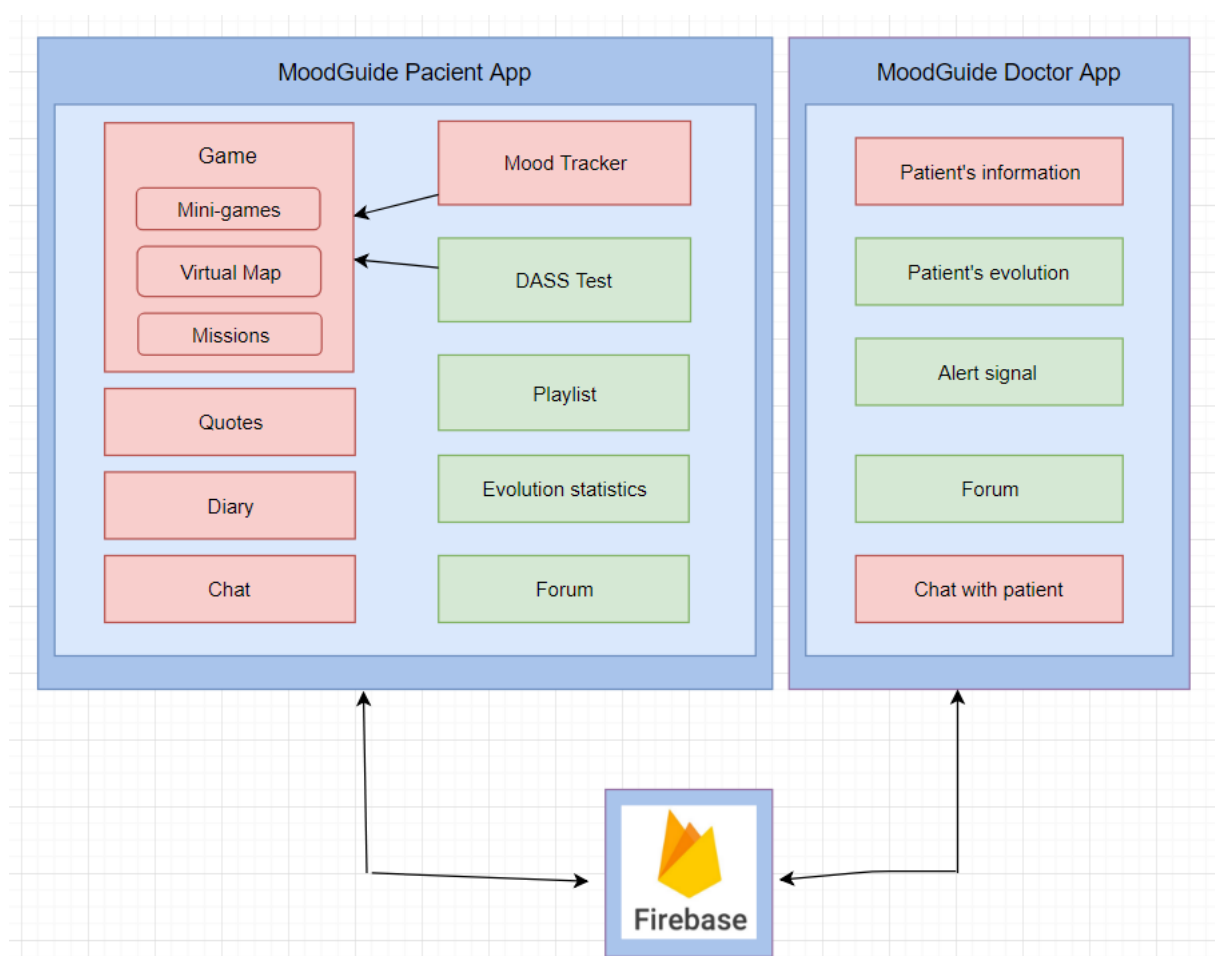 MoodGuide Pacient App
Game
Mini-games
Virtual Map
Missions
Quotes
Diary
Chat
Mood Tracker
DASS Test
Playlist
Evolution statistics
Forum
MoodGuide Doctor App
Patient's information
Patient's evolution
Alert signal
Forum
Chat with patient
Firebase